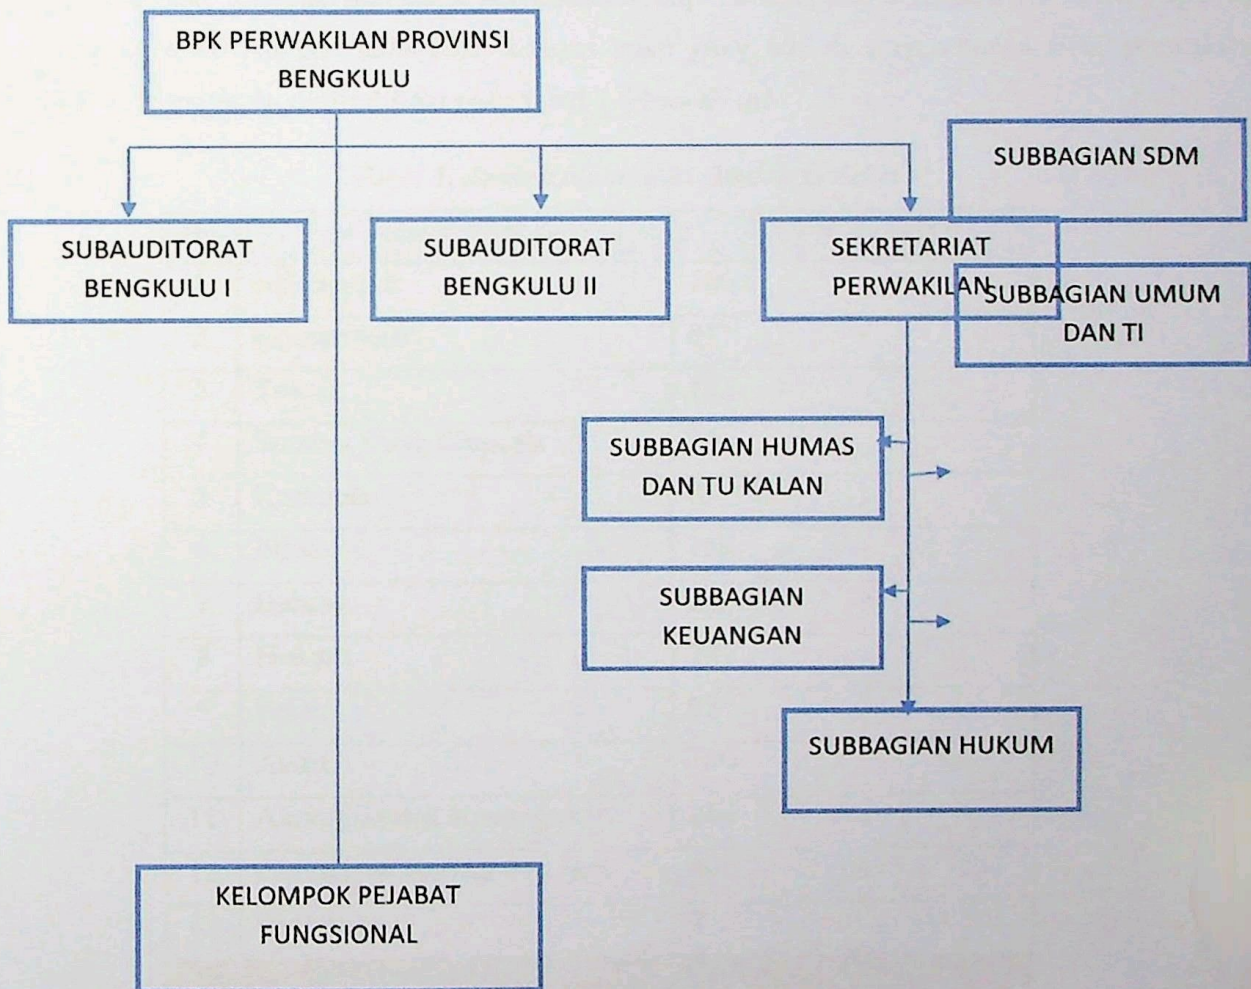 BPK PERWAKILAN PROVINSI
BENGKULU
SUBBAGIAN SDM
SUBAUDITORAT
BENGKULU I
SUBAUDITORAT
BENGKULU II
SEKRETARIAT
PERWAKILAN
SUBBAGIAN UMUM
DAN TI
SUBBAGIAN HUMAS
DAN TU KALAN
SUBBAGIAN
KEUANGAN
SUBBAGIAN HUKUM
KELOMPOK PEJABAT
FUNGSIONAL